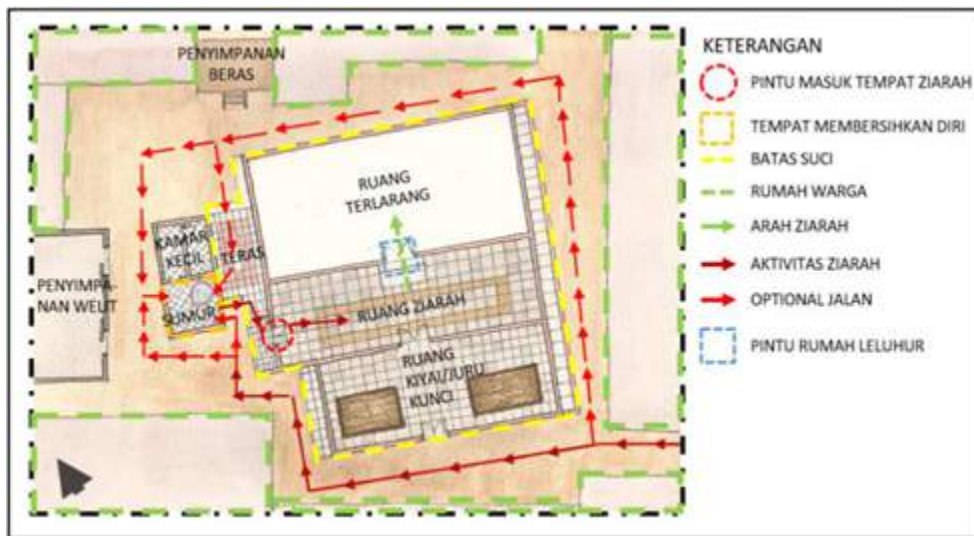 PENYIMPANAN
BERAS
RUANG
TERLARANG
KAMAR
KECIL
TERAS
PENYIMPA-
NAN WELIT
SUMUR
RUANG ZIARAH
RUANG
KIYAI/JURU
KUNCI
KETERANGAN
PINTU MASUK TEMPAT ZIARAH
TEMPAT MEMBERSIHKAN DIRI
BATAS SUCI
RUMAH WARGA
ARAH ZIARAH
AKTIVITAS ZIARAH
OPTIONAL JALAN
PINTU RUMAH LELUHUR